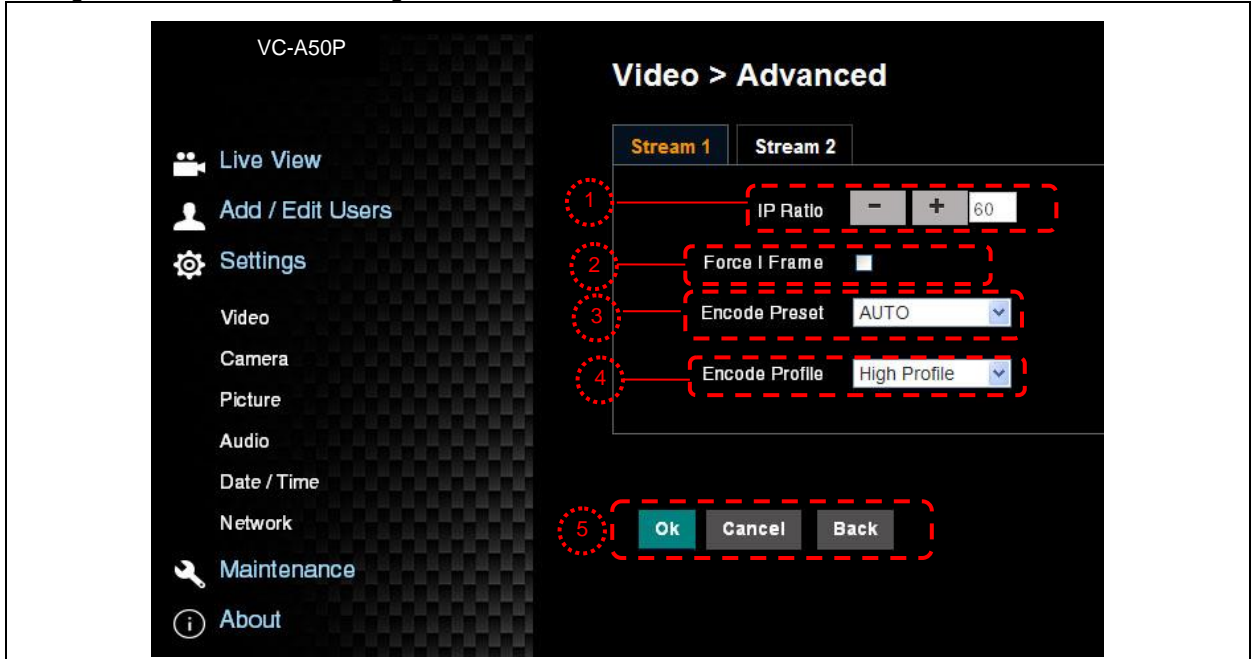 VC-A50P
Live View
Add / Edit Users
Settings
Video
Camera
Picture
Audio
Date / Time
Network
Maintenance
About
Video > Advanced
Stream 1 Stream 2
1 IP Ratio - + 60
2 Force I Frame
3 Encode Preset AUTO
4 Encode Profile High Profile
5 Ok Cancel Back